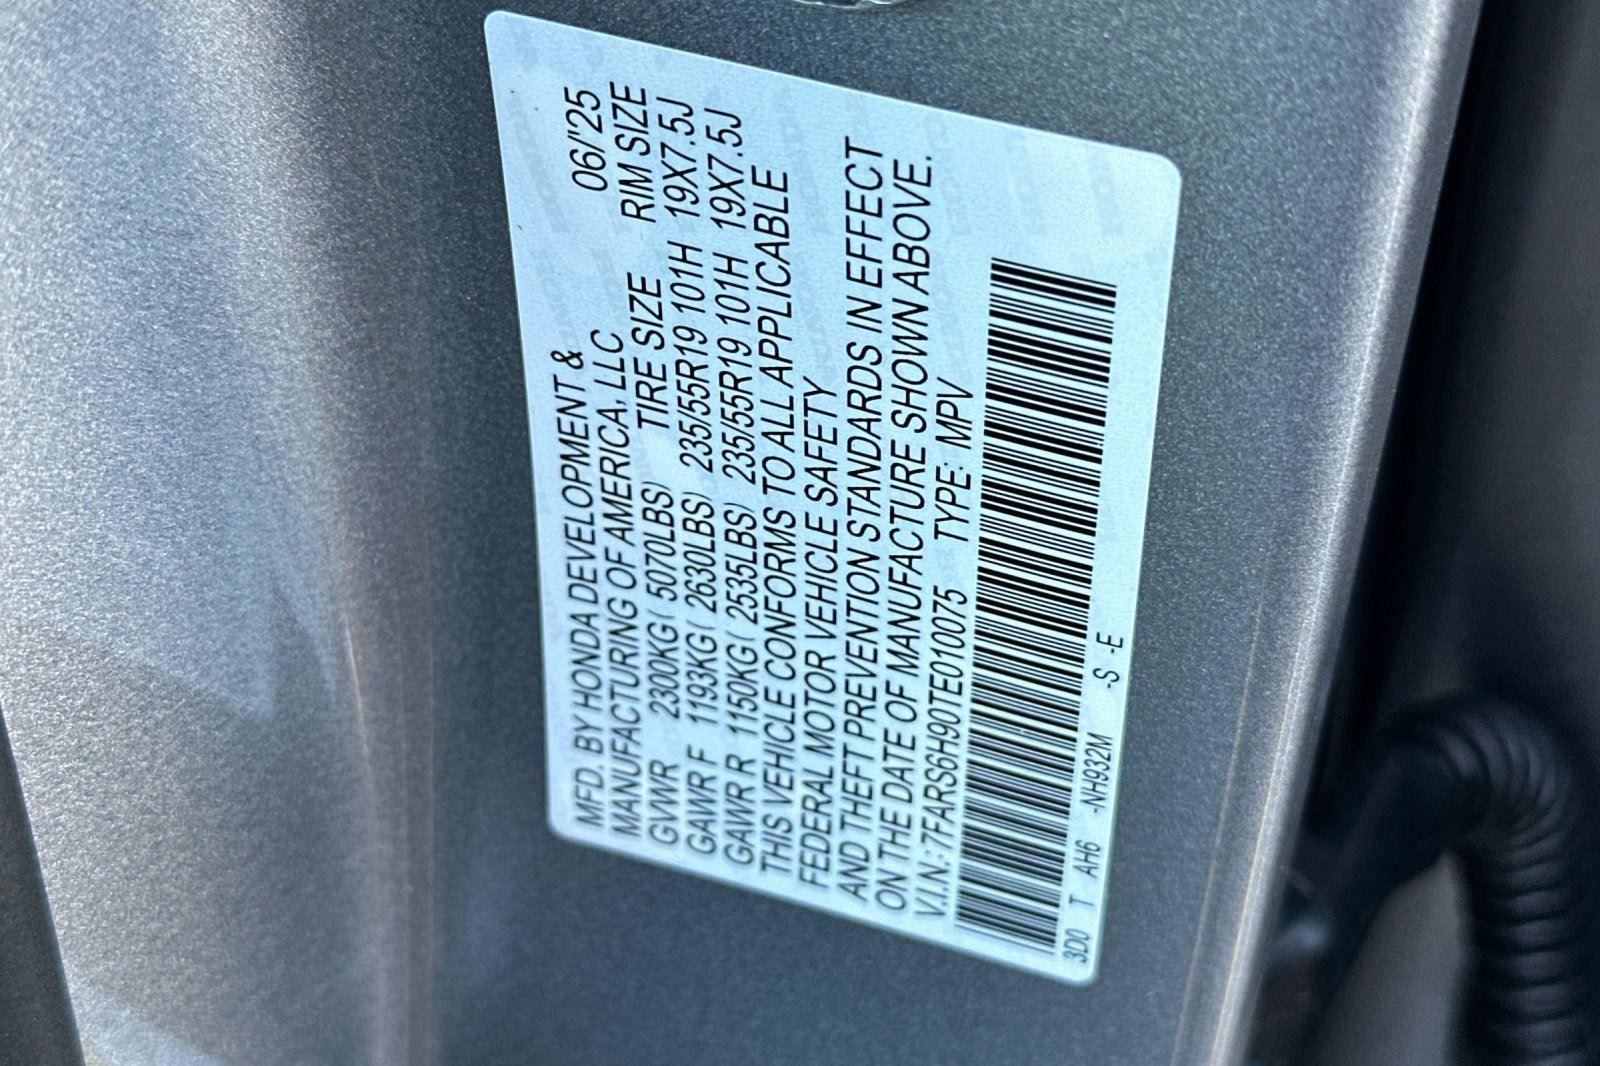 MFD. BY HONDA DEVELOPMENT & 06/"25
MANUFACTURING OF AMERICA, LLC
TIRE SIZE RIM SIZE
GVWR 2300KG( 5070LBS)
GAWR F 1193KG( 2630LBS) 235/55R19 101H 19X7.5J
GAWR R 1150KG( 2535LBS) 235/55R19 101H 19X7.5J
THIS VEHICLE CONFORMS TO ALL APPLICABLE
FEDERAL MOTOR VEHICLE SAFETY
AND THEFT PREVENTION STANDARDS IN EFFECT
ON THE DATE OF MANUFACTURE SHOWN ABOVE.
V.I.N.:7FARS6H90TE010075 TYPE: MPV
3D0 T AH6 -NH932M -S -E